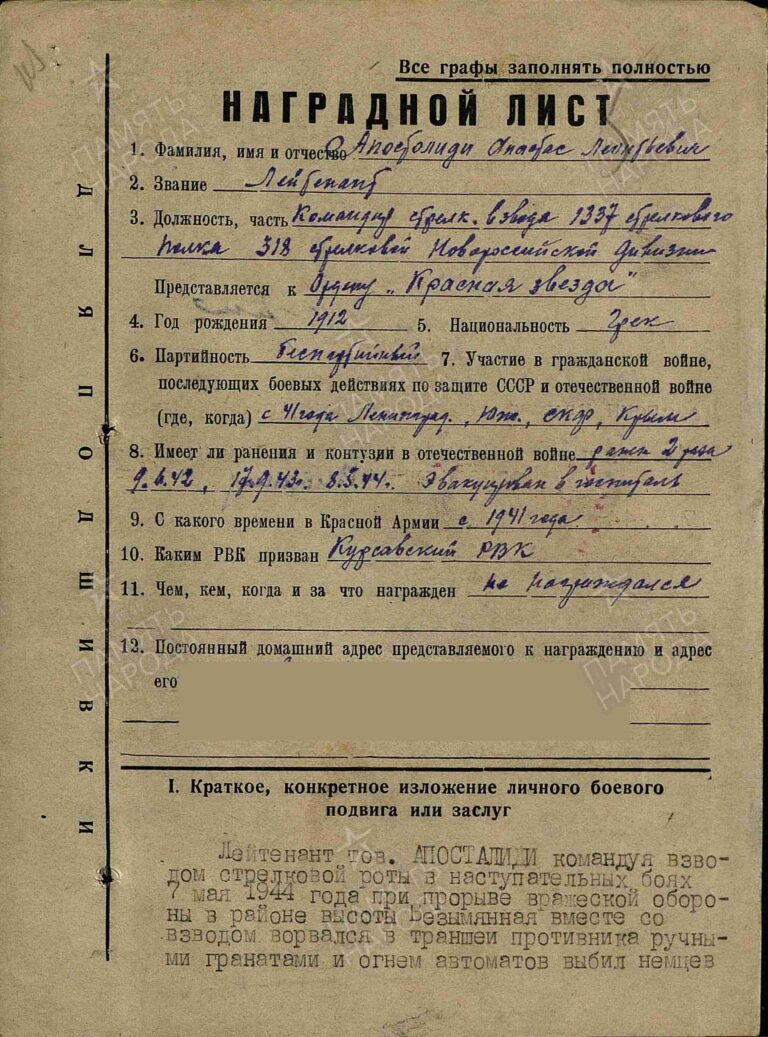 Все графы заполнять полностью
НАГРАДНОЙ ЛИСТ
1. Фамилия, имя и отчество Апостолиди Анастас Леонтьевич
2. Звание Лейтенант
3. Должность, часть Командир стрелк. взвода 1337 стрелкового
полка 318 стрелковой Новороссийской дивизии
Представляется к Ордену „Красная звезда"
4. Год рождения 1912 5. Национальность Грек
6. Партийность беспартийный 7. Участие в гражданской войне,
последующих боевых действиях по защите СССР и отечественной войне
(где, когда) с 41 года Ленинград., Юж., СКФ, Крым
8. Имеет ли ранения и контузии в отечественной войне ранен 2 раза
9.6.42, 17.9.43. 8.5.44. Эвакуирован в госпиталь
9. С какого времени в Красной Армии с 1941 года
10. Каким РВК призван Курсавский РВК
11. Чем, кем, когда и за что награжден не награждался
12. Постоянный домашний адрес представляемого к награждению и адрес
его
I. Краткое, конкретное изложение личного боевого
подвига или заслуг
Лейтенант тов. АПОСТАЛИДИ командуя взво-
дом стрелковой роты в наступательных боях
7 мая 1944 года при прорыве вражеской оборо-
ны в районе высоты Безымянная вместе со
взводом ворвался в траншеи противника ручны-
ми гранатами и огнем автоматов выбил немцев
ДЛЯ ПОДШИВКИ
ПАМЯТЬ НАРОДА